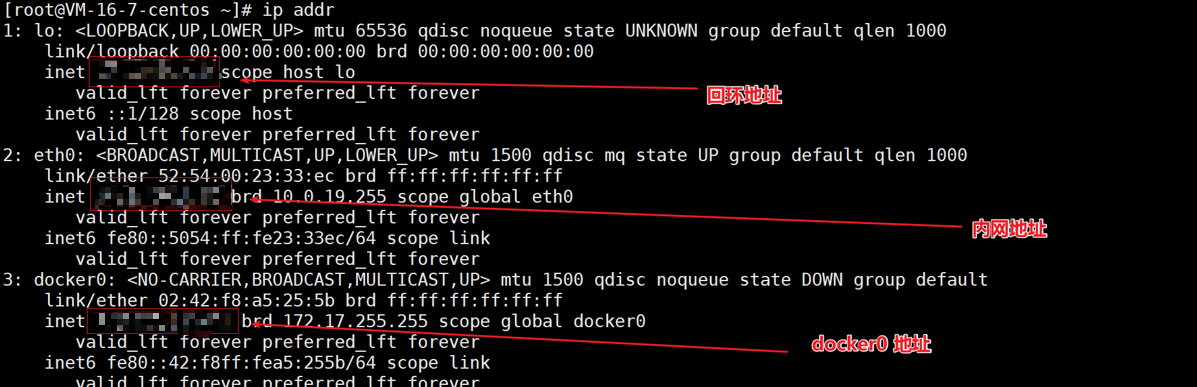 [root@VM-16-7-centos ~]# ip addr
1: lo: <LOOPBACK,UP,LOWER_UP> mtu 65536 qdisc noqueue state UNKNOWN group default qlen 1000
link/loopback 00:00:00:00:00:00 brd 00:00:00:00:00:00
inet scope host lo
回环地址
valid_lft forever preferred_lft forever
inet6 ::1/128 scope host
valid_lft forever preferred_lft forever
2: eth0: <BROADCAST,MULTICAST,UP,LOWER_UP> mtu 1500 qdisc mq state UP group default qlen 1000
link/ether 52:54:00:23:33:ec brd ff:ff:ff:ff:ff:ff
inet brd 10.0.19.255 scope global eth0
valid_lft forever preferred_lft forever
内网地址
inet6 fe80::5054:ff:fe23:33ec/64 scope link
valid_lft forever preferred_lft forever
3: docker0: <NO-CARRIER,BROADCAST,MULTICAST,UP> mtu 1500 qdisc noqueue state DOWN group default
link/ether 02:42:f8:a5:25:5b brd ff:ff:ff:ff:ff:ff
inet brd 172.17.255.255 scope global docker0
valid_lft forever preferred_lft forever
docker0 地址
inet6 fe80::42:f8ff:fea5:255b/64 scope link
valid_lft forever preferred_lft forever